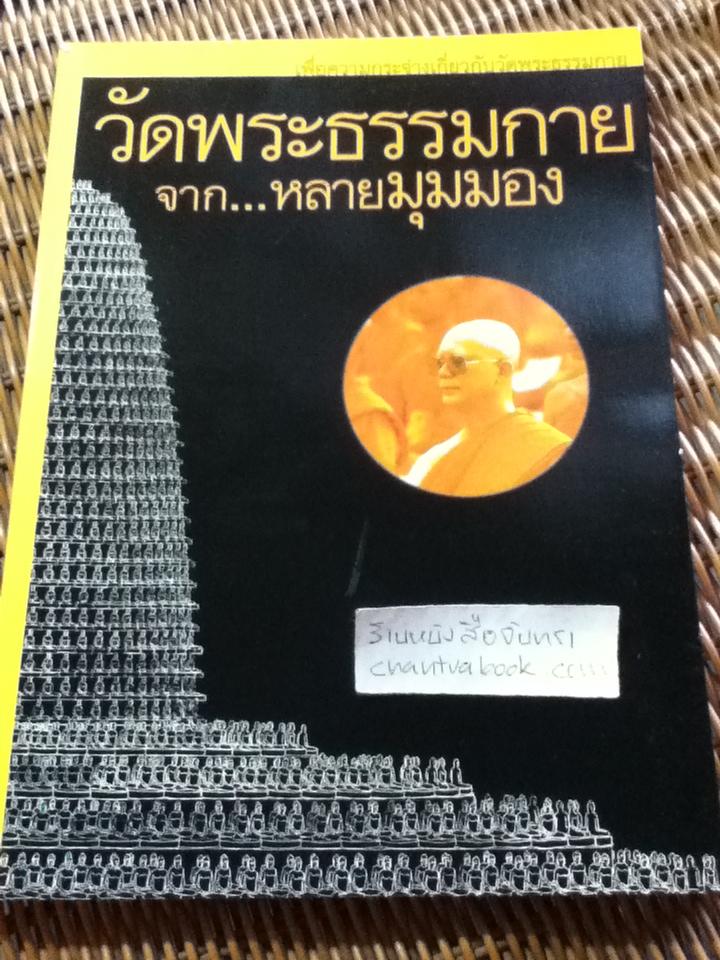 เพื่อความกระจ่างเกี่ยวกับวัดพระธรรมกาย
วัดพระธรรมกาย
จาก...หลายมุมมอง
ร้านหนังสือจันทรา
chantrabook.com